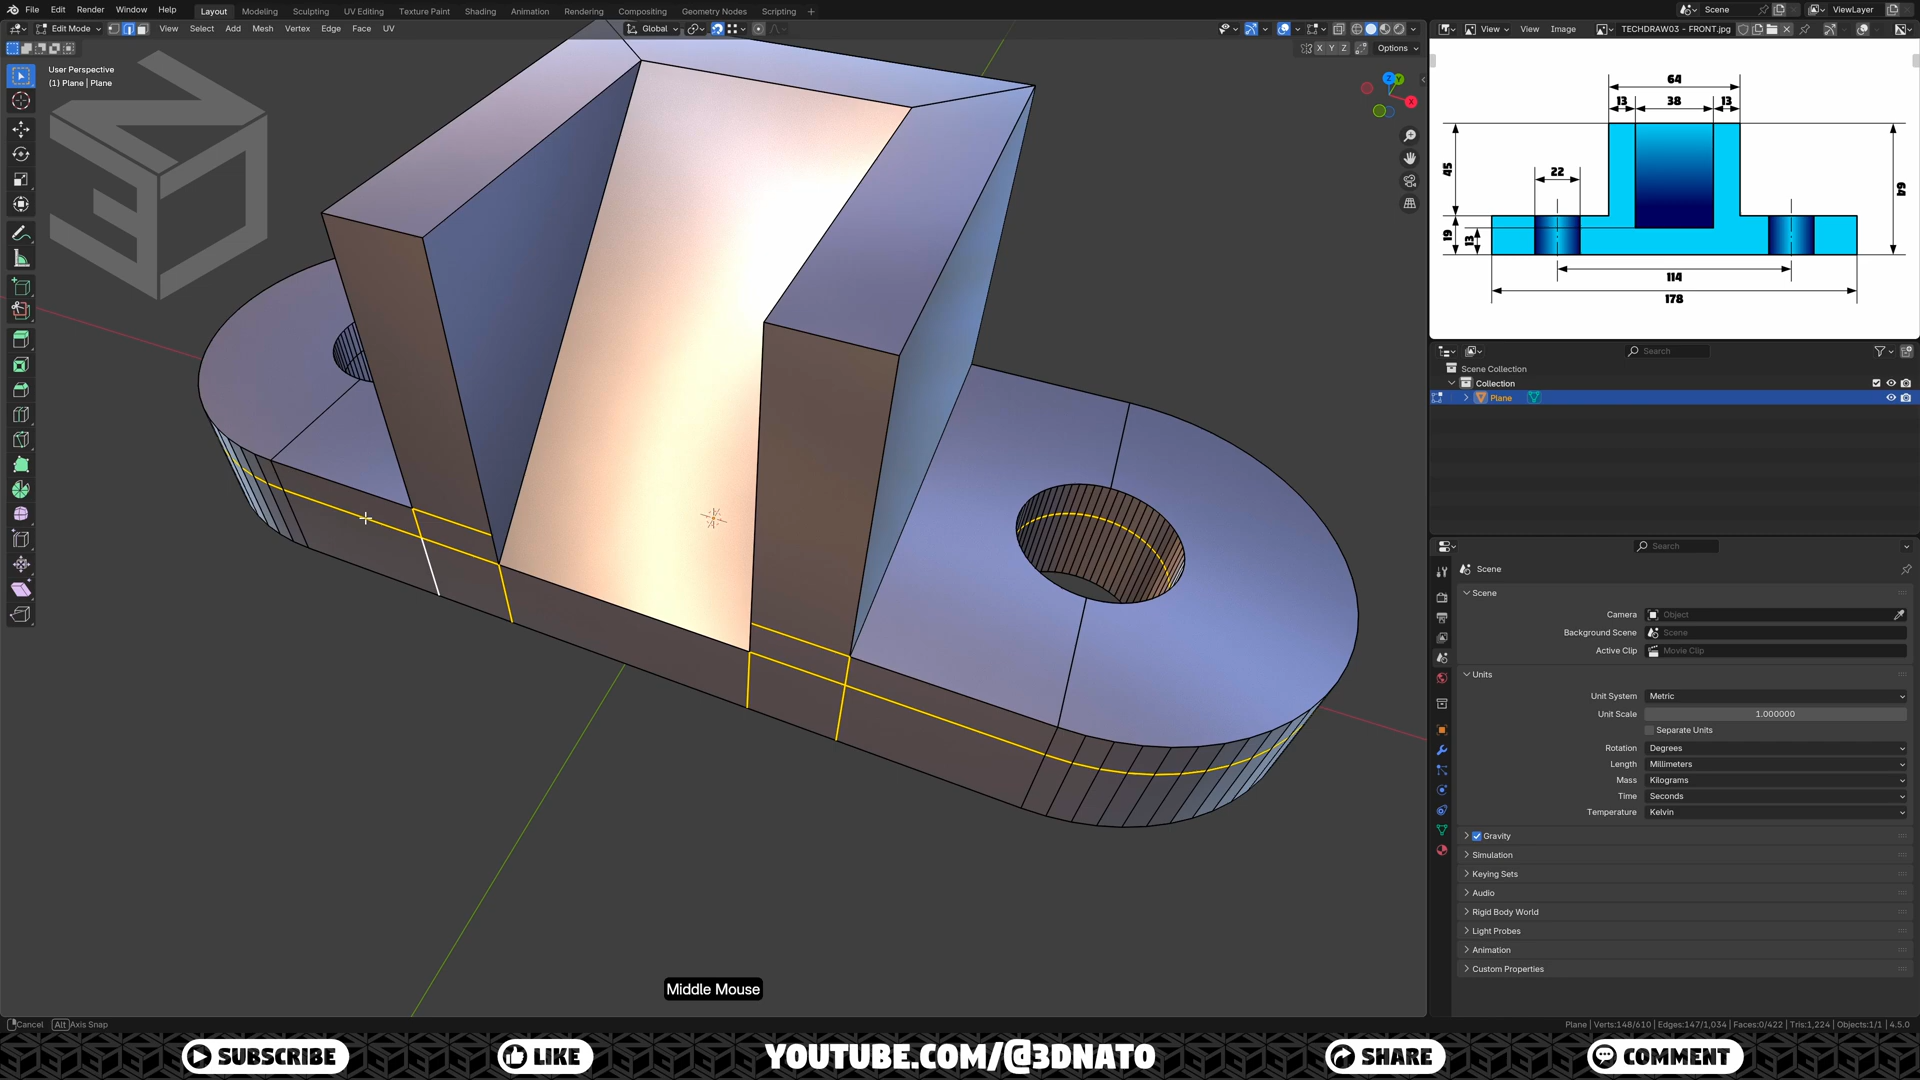 File Edit Render Window Help Layout Modeling Sculpting UV Editing Texture Paint Shading Animation Rendering Compositing Geometry Nodes Scripting + Scene ViewLayer
Edit Mode View Select Add Mesh Vertex Edge Face UV Global View View Image TECHDRAW03 - FRONT.jpg
X Y Z Options
User Perspective
(1) Plane | Plane
3D
N
Z Y
X
64
13 38 13
45
22
64
19
13
114
178
Search
Scene Collection
Collection
Plane
Search
Scene
Scene
Camera Object
Background Scene Scene
Active Clip Movie Clip
Units
Unit System Metric
Unit Scale 1.000000
Separate Units
Rotation Degrees
Length Millimeters
Mass Kilograms
Time Seconds
Temperature Kelvin
Gravity
Simulation
Keying Sets
Audio
Rigid Body World
Light Probes
Animation
Custom Properties
Middle Mouse
Cancel Alt Axis Snap
Plane | Verts:148/610 | Edges:147/1,034 | Faces:0/422 | Tris:1,224 | Objects:1/1 | 4.5.0
SUBSCRIBE LIKE YOUTUBE.COM/@3DNATO SHARE COMMENT